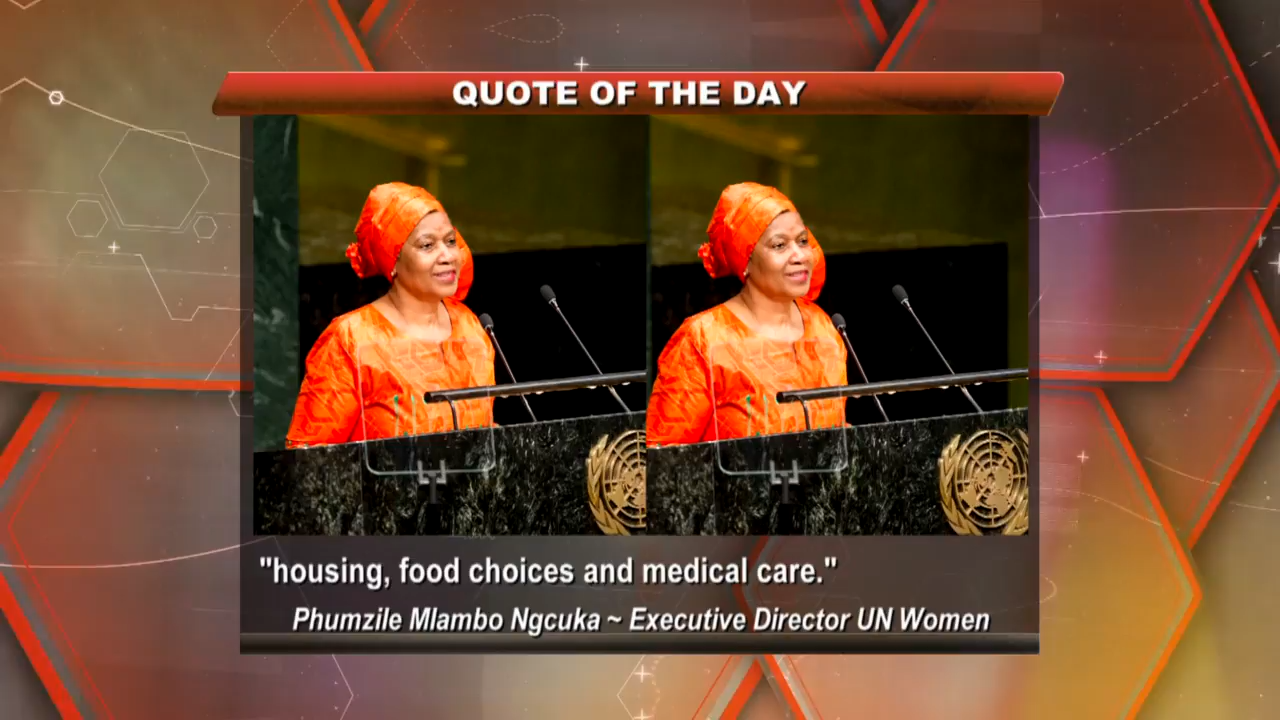 QUOTE OF THE DAY
"housing, food choices and medical care."
Phumzile Mlambo Ngcuka ~ Executive Director UN Women